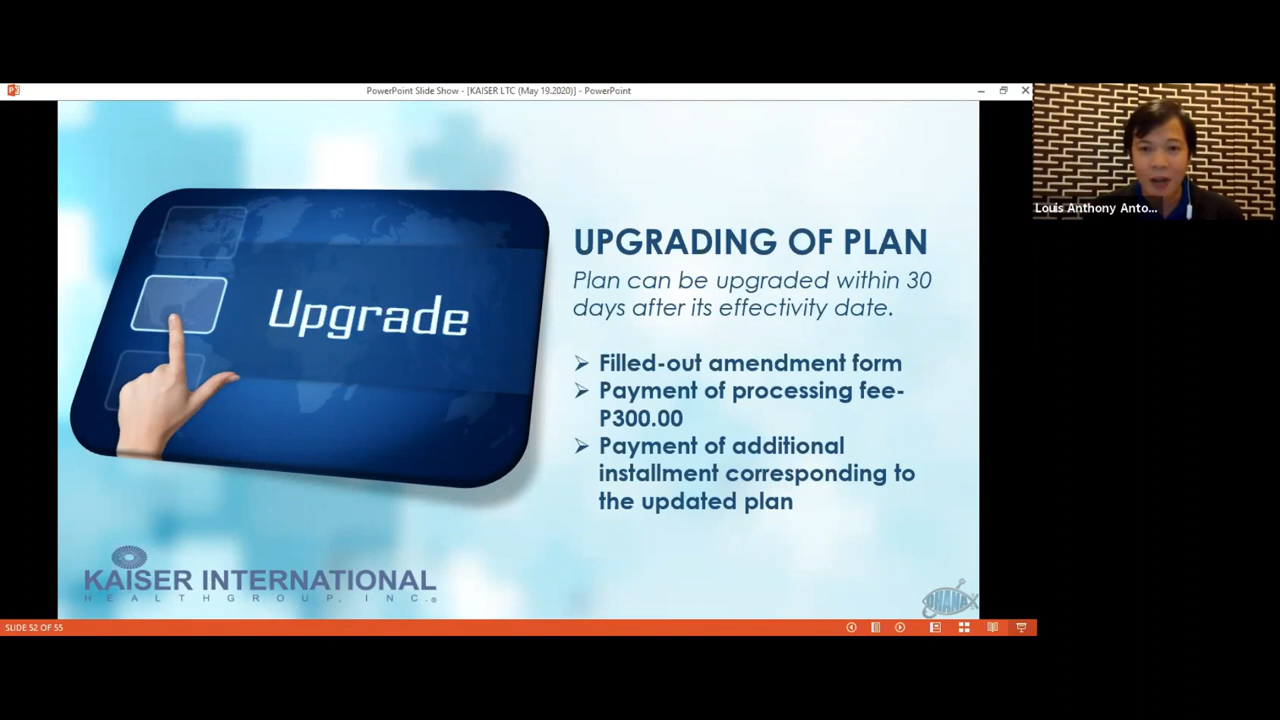 PowerPoint Slide Show - [KAISER LTC (May 19.2020)] - PowerPoint
Louis Anthony Anto...
Upgrade
UPGRADING OF PLAN
Plan can be upgraded within 30
days after its effectivity date.
➢ Filled-out amendment form
➢ Payment of processing fee-
P300.00
➢ Payment of additional
installment corresponding to
the updated plan
KAISER INTERNATIONAL
HEALTHGROUP, INC.®
OHANAX
SLIDE 52 OF 55